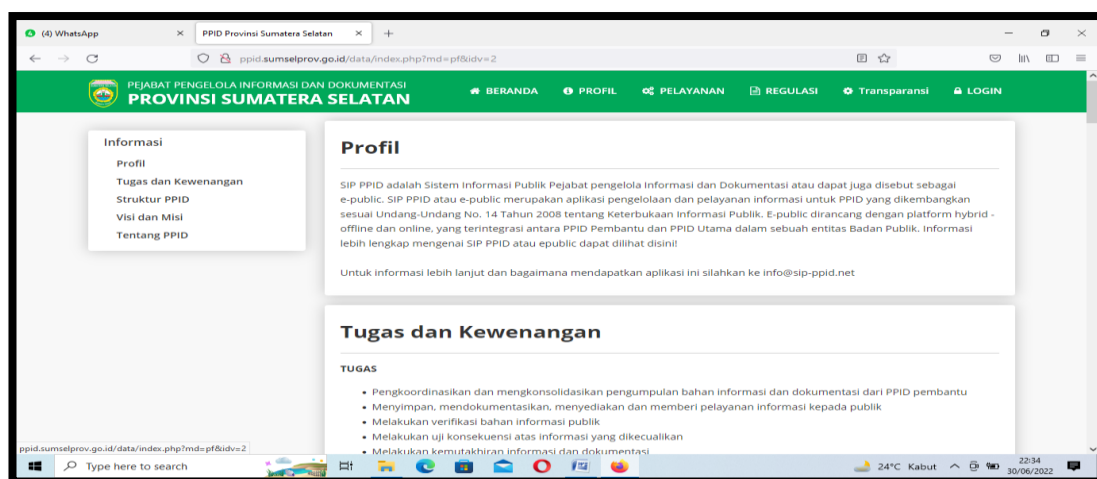 (4) WhatsApp
PPID Provinsi Sumatera Selatan
ppid.sumselprov.go.id/data/index.php?md=pf&idv=2
PEJABAT PENGELOLA INFORMASI DAN DOKUMENTASI
PROVINSI SUMATERA SELATAN
BERANDA
PROFIL
PELAYANAN
REGULASI
Transparansi
LOGIN
Informasi
Profil
Tugas dan Kewenangan
Struktur PPID
Visi dan Misi
Tentang PPID
Profil
SIP PPID adalah Sistem Informasi Publik Pejabat pengelola Informasi dan Dokumentasi atau dapat juga disebut sebagai
e-public. SIP PPID atau e-public merupakan aplikasi pengelolaan dan pelayanan informasi untuk PPID yang dikembangkan
sesuai Undang-Undang No. 14 Tahun 2008 tentang Keterbukaan Informasi Publik. E-public dirancang dengan platform hybrid -
offline dan online, yang terintegrasi antara PPID Pembantu dan PPID Utama dalam sebuah entitas Badan Publik. Informasi
lebih lengkap mengenai SIP PPID atau epublic dapat dilihat disini!
Untuk informasi lebih lanjut dan bagaimana mendapatkan aplikasi ini silahkan ke info@sip-ppid.net
Tugas dan Kewenangan
TUGAS
• Pengkoordinasikan dan mengkonsolidasikan pengumpulan bahan informasi dan dokumentasi dari PPID pembantu
• Menyimpan, mendokumentasikan, menyediakan dan memberi pelayanan informasi kepada publik
• Melakukan verifikasi bahan informasi publik
• Melakukan uji konsekuensi atas informasi yang dikecualikan
• Melakukan kemutakhiran informasi dan dokumentasi
ppid.sumselprov.go.id/data/index.php?md=pf&idv=2
Type here to search
24°C Kabut
22:34
30/06/2022